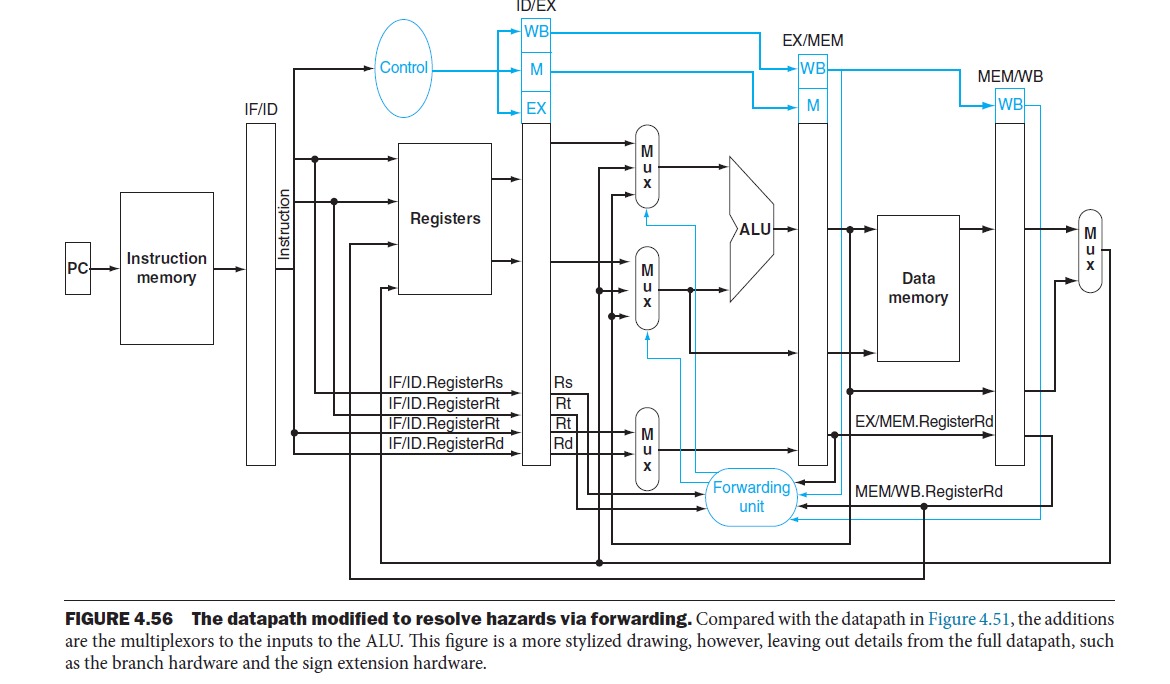 ID/EX
WB
EX/MEM
Control
M
WB
MEM/WB
IF/ID
EX
M
WB
M
u
x
Instruction
Registers
PC
Instruction
memory
ALU
M
u
x
M
u
x
Data
memory
IF/ID.RegisterRs
Rs
IF/ID.RegisterRt
Rt
IF/ID.RegisterRt
Rt
IF/ID.RegisterRd
Rd
M
u
x
EX/MEM.RegisterRd
Forwarding
unit
MEM/WB.RegisterRd
FIGURE 4.56 The datapath modified to resolve hazards via forwarding. Compared with the datapath in Figure 4.51, the additions
are the multiplexors to the inputs to the ALU. This figure is a more stylized drawing, however, leaving out details from the full datapath, such
as the branch hardware and the sign extension hardware.